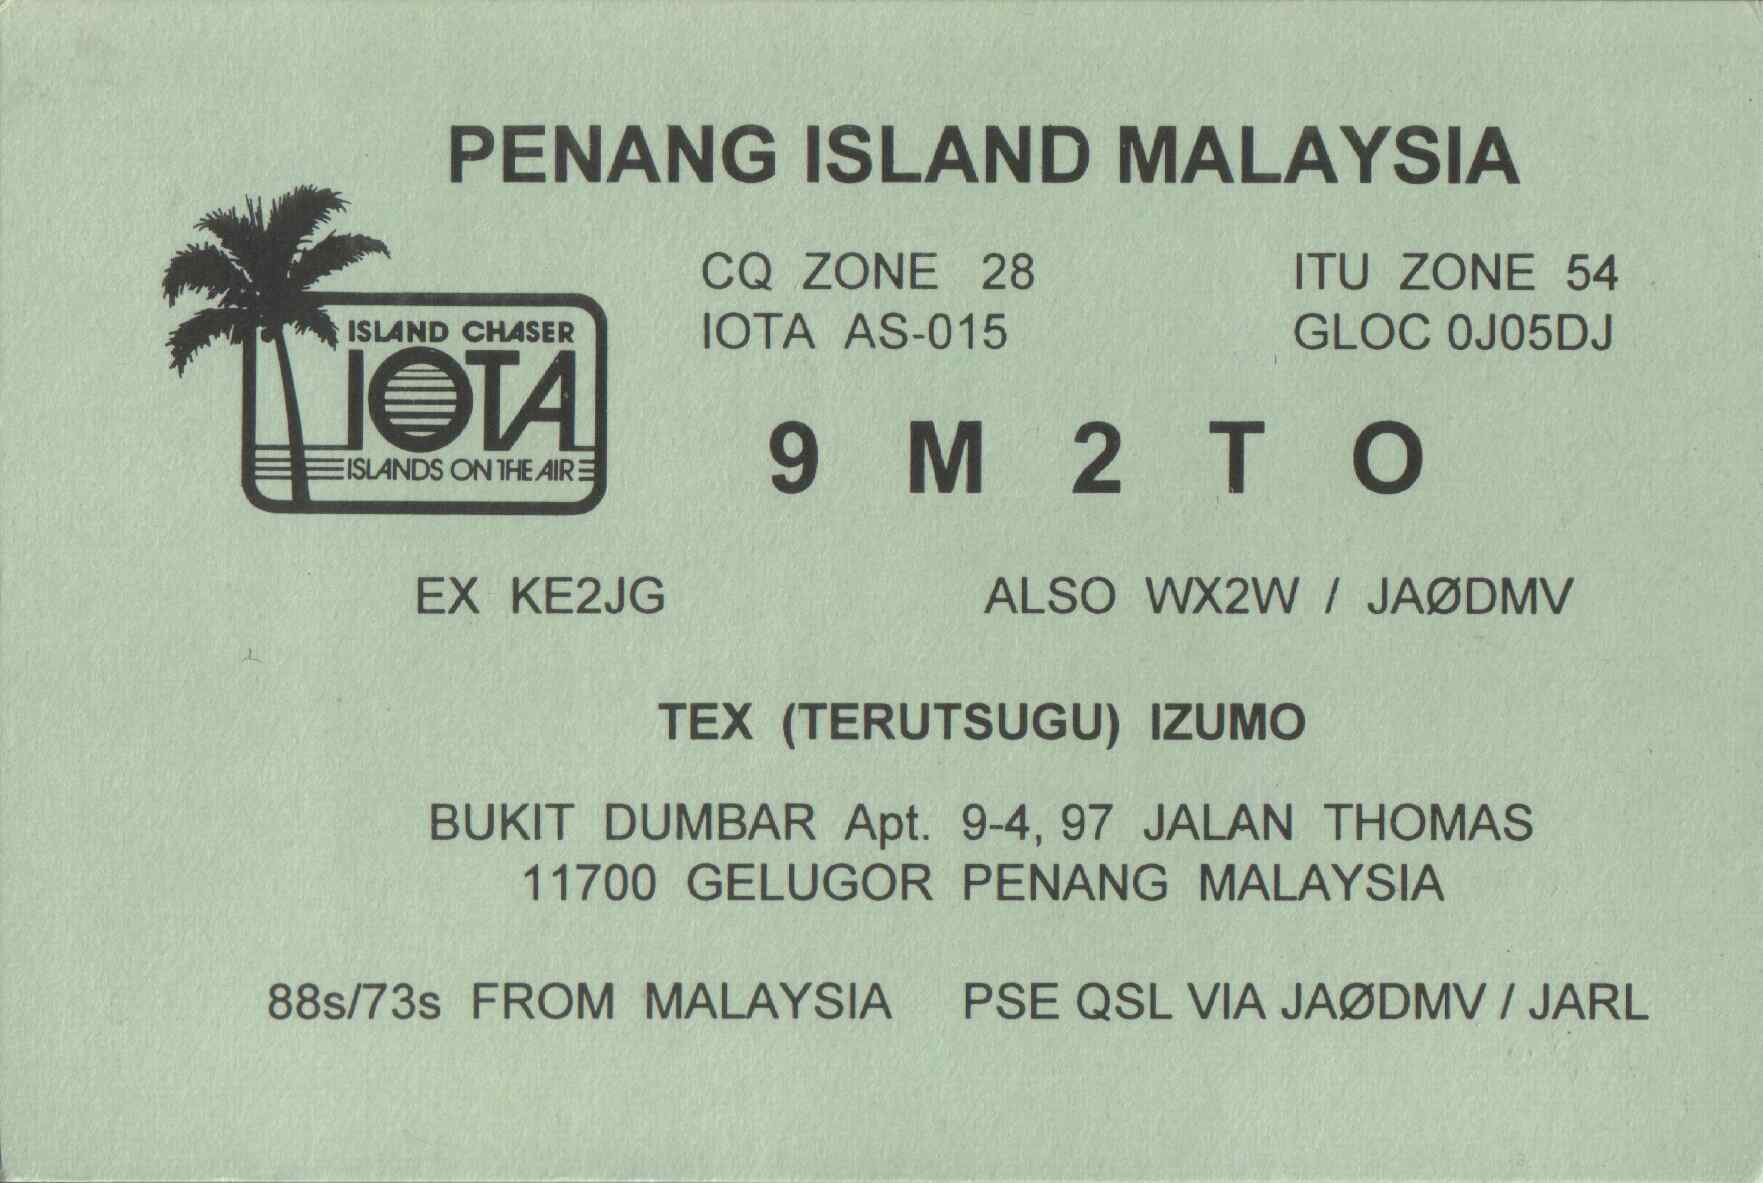 PENANG ISLAND MALAYSIA
CQ ZONE 28 ITU ZONE 54
IOTA AS-015 GLOC 0J05DJ
ISLAND CHASER
IOTA
ISLANDS ON THE AIR
9 M 2 T O
EX KE2JG ALSO WX2W / JAØDMV
TEX (TERUTSUGU) IZUMO
BUKIT DUMBAR Apt. 9-4, 97 JALAN THOMAS
11700 GELUGOR PENANG MALAYSIA
88s/73s FROM MALAYSIA PSE QSL VIA JAØDMV / JARL